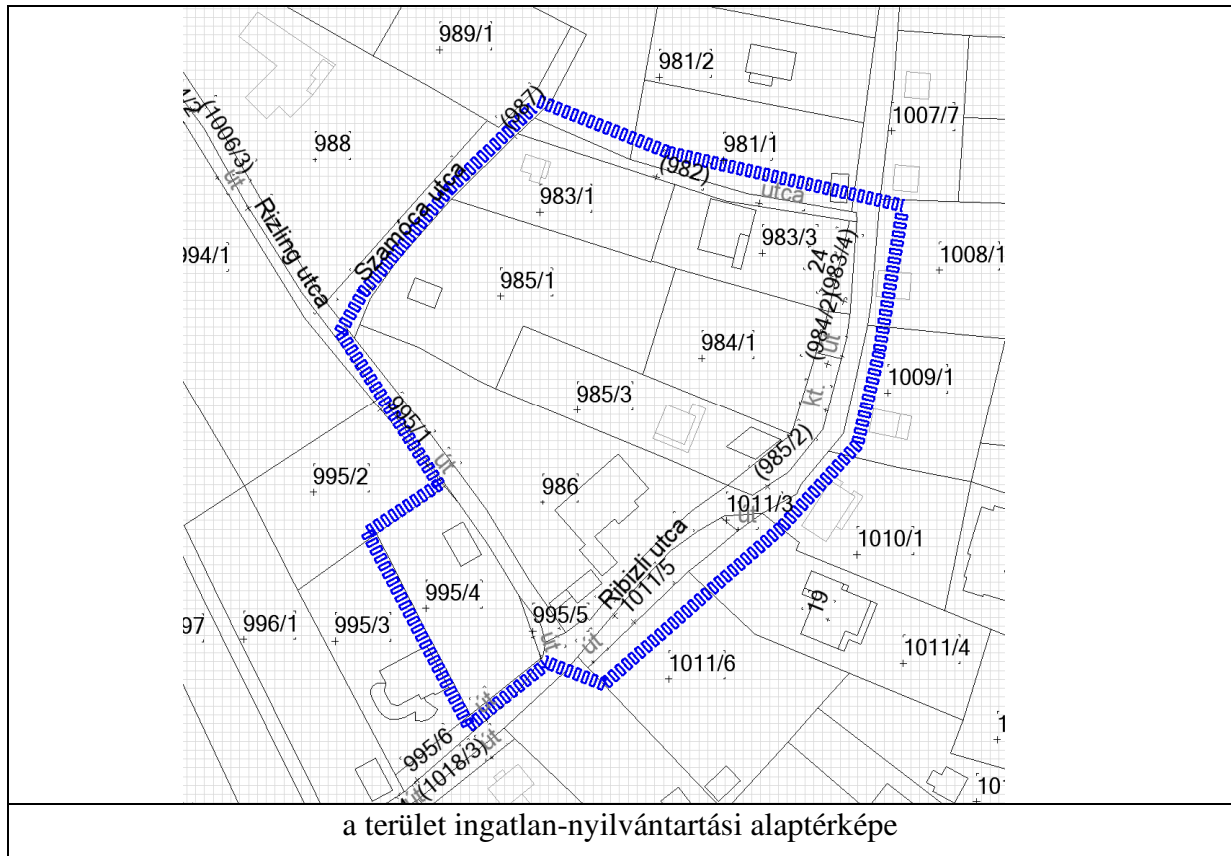 989/1
981/2
(987)
1007/7
(1006/3)
út
988
981/1
(982)
utca
Szamóca utca
983/1
Rizling utca
983/3
24
(983/4)
994/1
1008/1
985/1
(984/2)
út
984/1
1009/1
kt.
985/3
995/1
út
(985/2)
995/2
986
1011/3
út
1010/1
Ribizli utca
1011/5
995/4
995/5
út
út
19
97
996/1
995/3
1011/6
1011/4
út
995/6
út
(1018/3)
út
a terület ingatlan-nyilvántartási alaptérképe